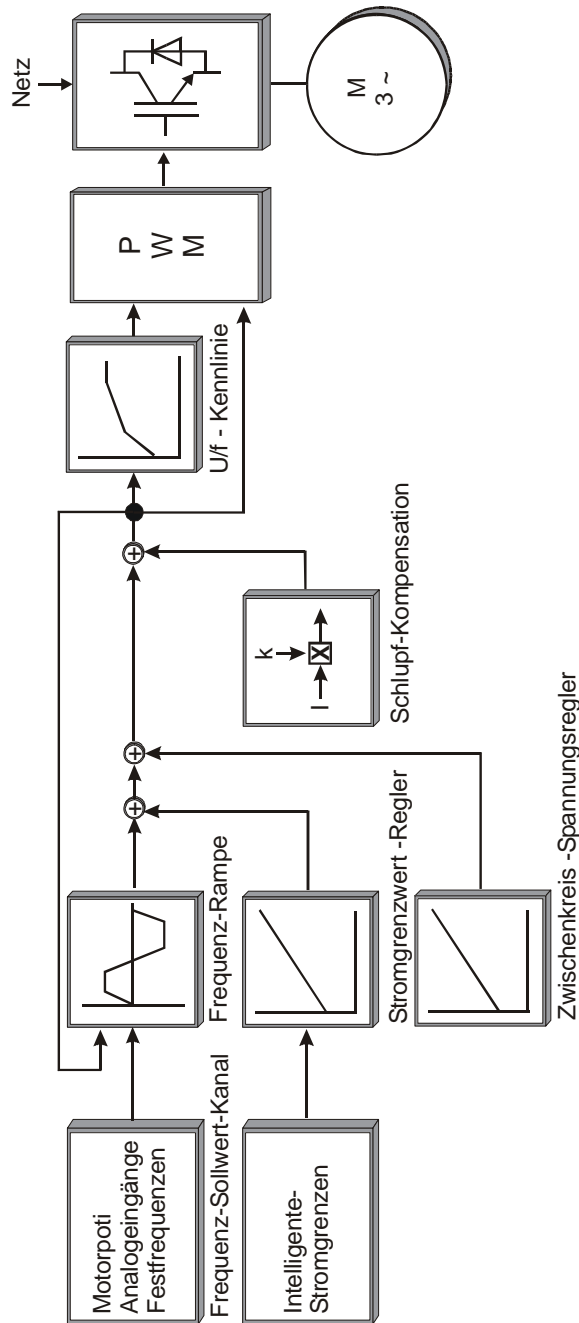 Motorpoti
Analogeingänge
Festfrequenzen
Frequenz-Sollwert-Kanal
Intelligente-
Stromgrenzen
Frequenz-Rampe
Stromgrenzwert -Regler
Zwischenkreis -Spannungsregler
+
+
+
k
I
X
Schlupf-Kompensation
U/f - Kennlinie
P
W
M
Netz
M
3 ~